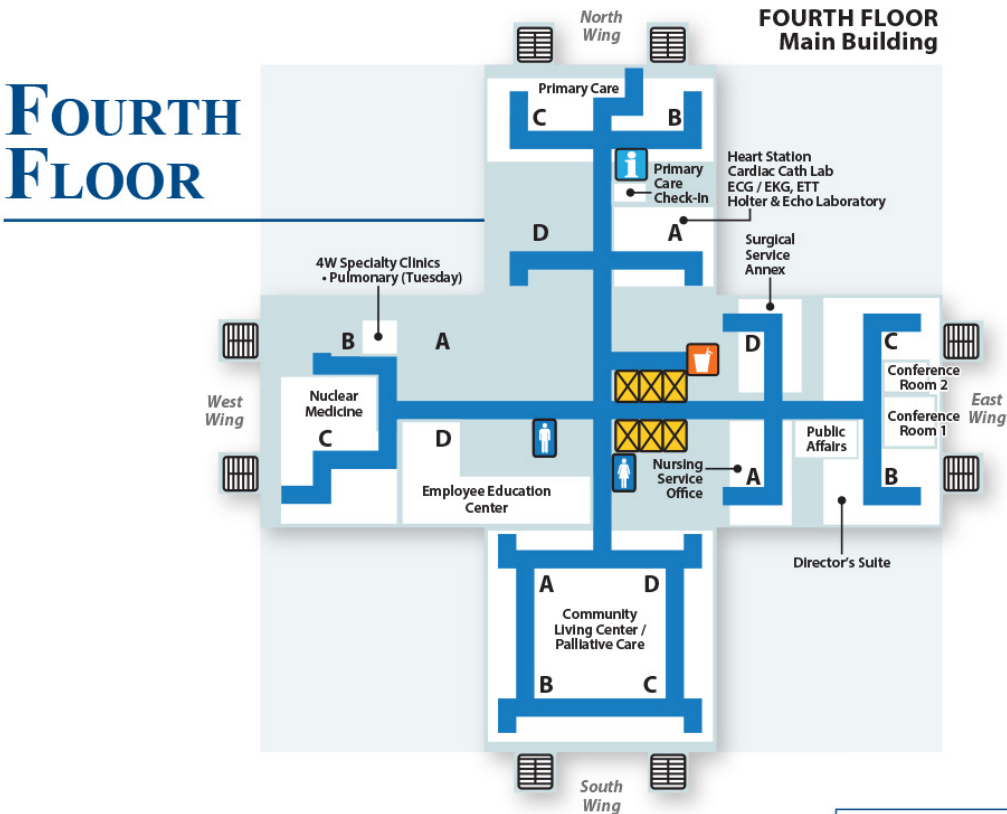 North
Wing
FOURTH FLOOR
Main Building
FOURTH
FLOOR
Primary Care
C
B
Primary
Care
Check-In
Heart Station
Cardiac Cath Lab
ECG / EKG, ETT
Holter & Echo Laboratory
D
A
Surgical
Service
Annex
4W Specialty Clinics
• Pulmonary (Tuesday)
B
A
D
C
Conference
Room 2
West
Wing
Nuclear
Medicine
C
D
Conference
Room 1
East
Wing
Public
Affairs
Nursing
Service
Office
A
B
Employee Education
Center
Director's Suite
A
D
Community
Living Center /
Palliative Care
B
C
South
Wing